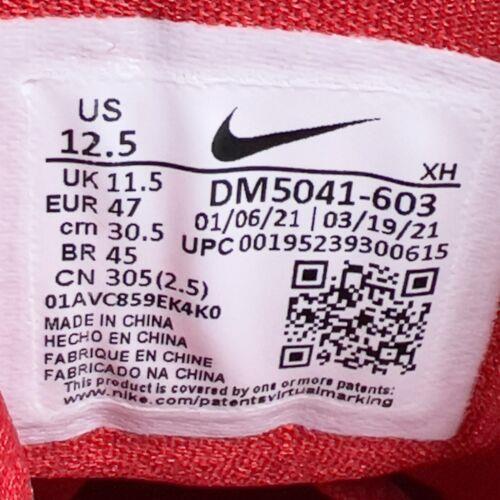 US
12.5
UK 11.5
EUR 47
cm 30.5
BR 45
CN 305(2.5)
01AVC859EK4K0
XH
DM5041-603
01/06/21 | 03/19/21
UPC 00195239300615
MADE IN CHINA
HECHO EN CHINA
FABRIQUE EN CHINE
FABRICADO NA CHINA
This product is covered by one or more patents:
www.nike.com/patentsvirtualmarking